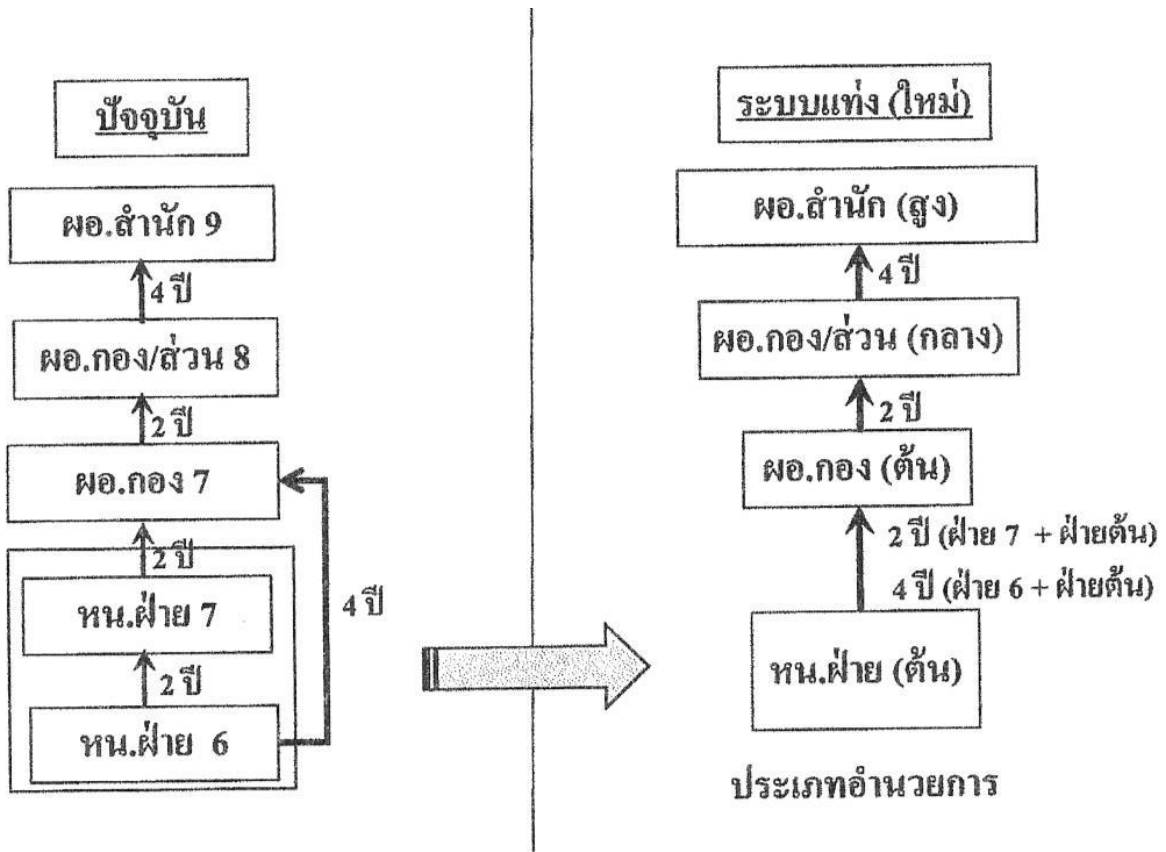 ปัจจุบัน
ผอ.สำนัก 9
4 ปี
ผอ.กอง/ส่วน 8
2 ปี
ผอ.กอง 7
2 ปี
หน.ฝ่าย 7
4 ปี
2 ปี
หน.ฝ่าย 6
ระบบแท่ง (ใหม่)
ผอ.สำนัก (สูง)
4 ปี
ผอ.กอง/ส่วน (กลาง)
2 ปี
ผอ.กอง (ต้น)
2 ปี (ฝ่าย 7 + ฝ่ายต้น)
4 ปี (ฝ่าย 6 + ฝ่ายต้น)
หน.ฝ่าย (ต้น)
ประเภทอำนวยการ